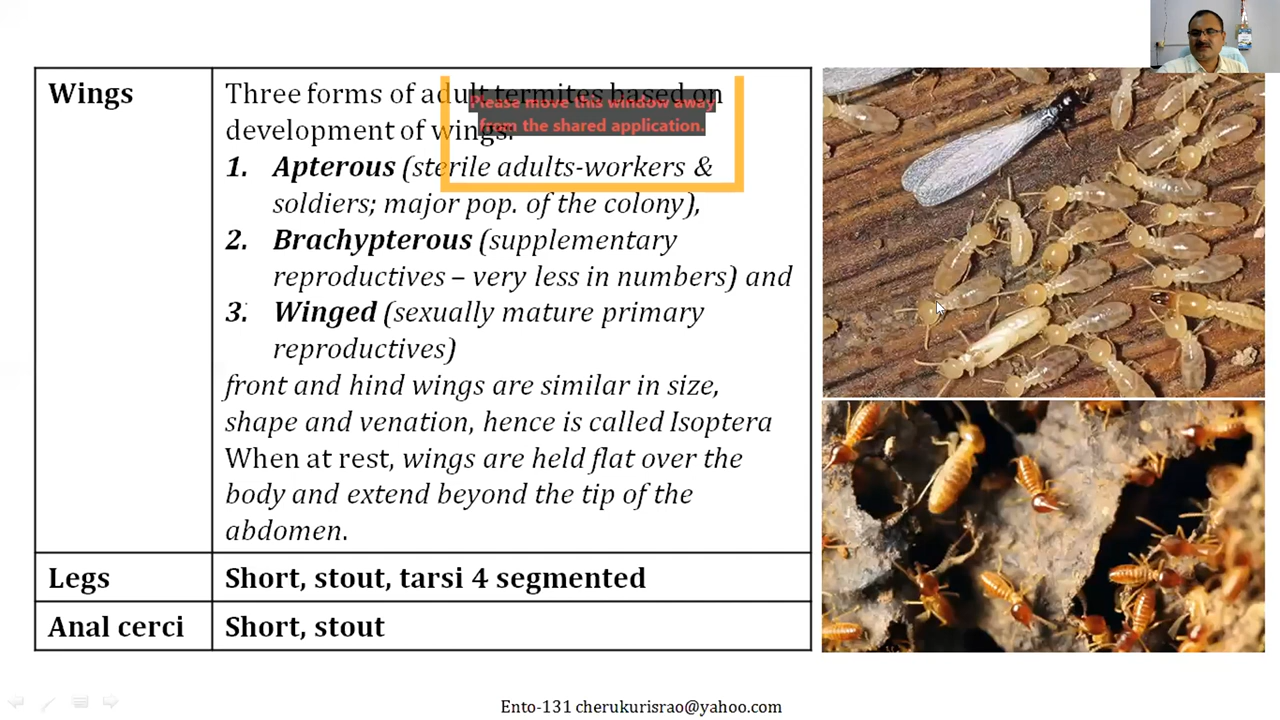 Wings
Three forms of adult termites based on
development of wings.
Please move this window away
from the shared application.
1. Apterous (sterile adults-workers &
soldiers; major pop. of the colony),
2. Brachypterous (supplementary
reproductives – very less in numbers) and
3. Winged (sexually mature primary
reproductives)
front and hind wings are similar in size,
shape and venation, hence is called Isoptera
When at rest, wings are held flat over the
body and extend beyond the tip of the
abdomen.
Legs
Short, stout, tarsi 4 segmented
Anal cerci
Short, stout
Ento-131 cherukurisrao@yahoo.com